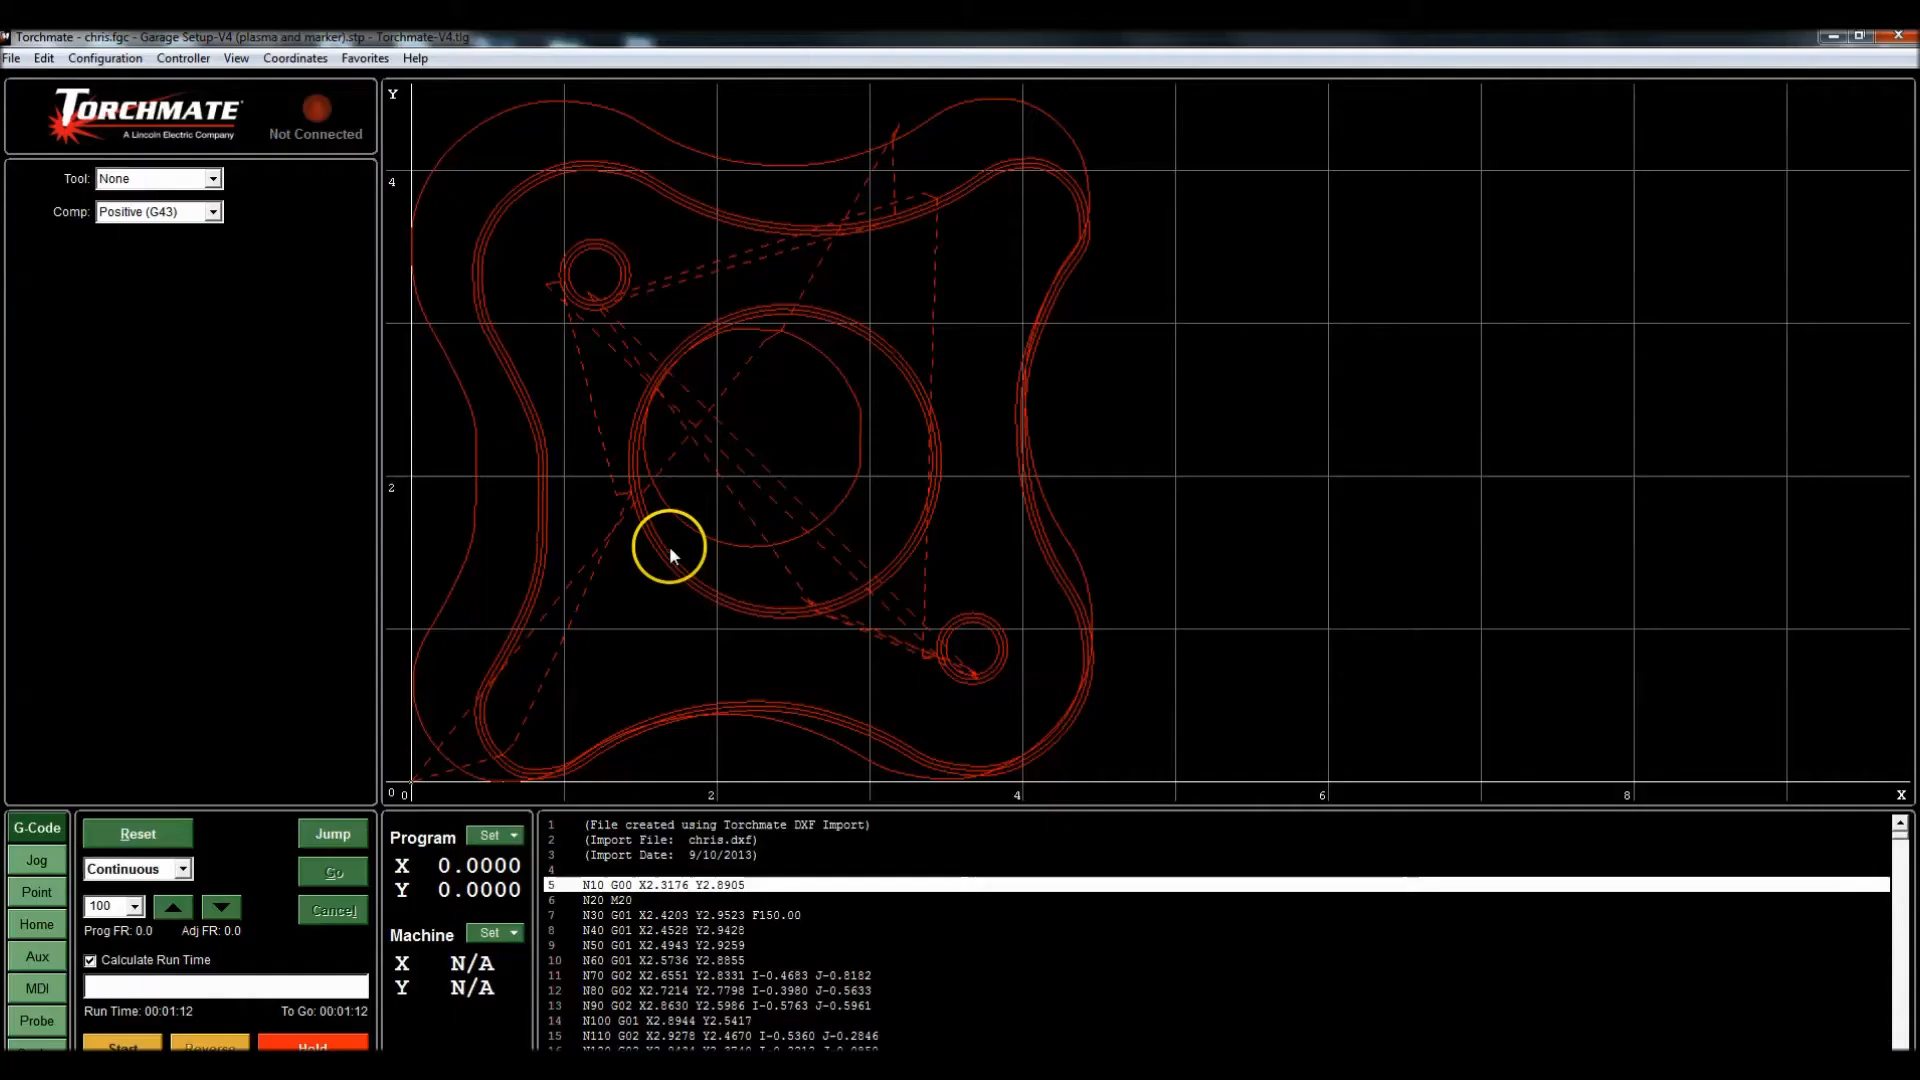 Torchmate - chris.fgc - Garage Setup-V4 (plasma and marker).stp - Torchmate-V4.tlg
File Edit Configuration Controller View Coordinates Favorites Help
TORCHMATE
A Lincoln Electric Company
Not Connected
Tool: None
Comp: Positive (G43)
Y
4
2
0
0 2 4 6 8 X
G-Code
Jog
Point
Home
Aux
MDI
Probe
Reset
Jump
Continuous
Go
100
Cancel
Prog FR: 0.0 Adj FR: 0.0
Calculate Run Time
Run Time: 00:01:12 To Go: 00:01:12
Start Reverse Hold
Program Set
X 0.0000
Y 0.0000
Machine Set
X N/A
Y N/A
1 (File created using Torchmate DXF Import)
2 (Import File: chris.dxf)
3 (Import Date: 9/10/2013)
4
5 N10 G00 X2.3176 Y2.8905
6 N20 M20
7 N30 G01 X2.4203 Y2.9523 F150.00
8 N40 G01 X2.4528 Y2.9428
9 N50 G01 X2.4943 Y2.9259
10 N60 G01 X2.5736 Y2.8855
11 N70 G02 X2.6551 Y2.8331 I-0.4683 J-0.8182
12 N80 G02 X2.7214 Y2.7798 I-0.3980 J-0.5633
13 N90 G02 X2.8630 Y2.5986 I-0.5763 J-0.5961
14 N100 G01 X2.8944 Y2.5417
15 N110 G02 X2.9278 Y2.4670 I-0.5360 J-0.2846